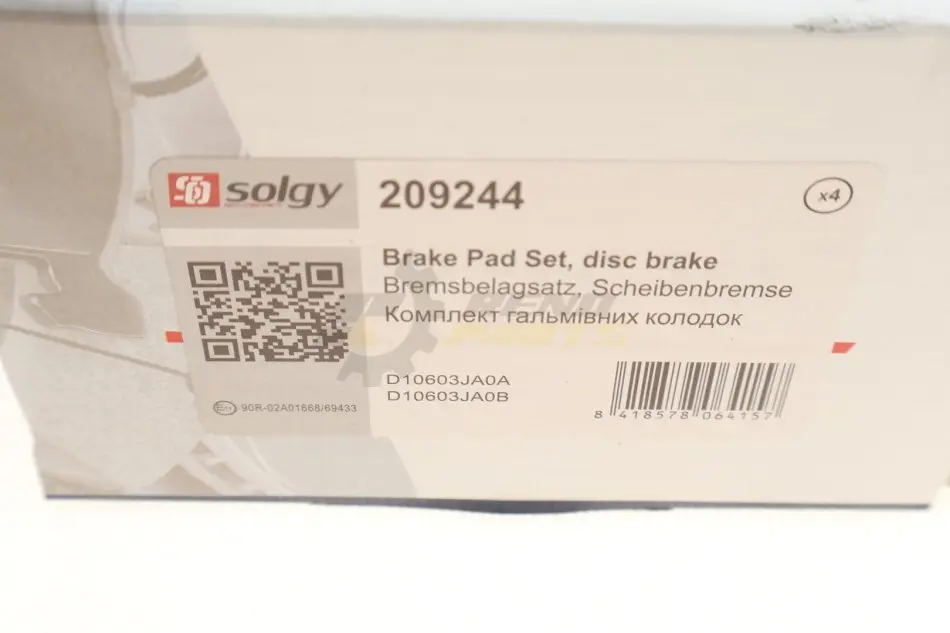 solgy
209244
x4
Brake Pad Set, disc brake
Bremsbelagsatz, Scheibenbremse
Комплект гальмівних колодок
D10603JA0A
D10603JA0B
90R-02A01668/69433
8 418578 064157
PARTS